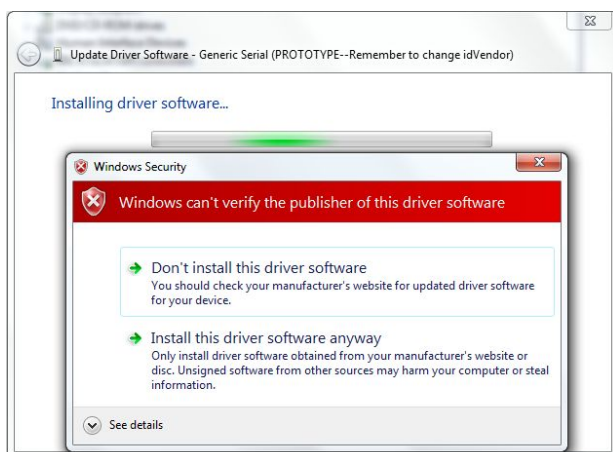 Update Driver Software - Generic Serial (PROTOTYPE--Remember to change idVendor)
Installing driver software...
Windows Security
Windows can't verify the publisher of this driver software
Don't install this driver software
You should check your manufacturer's website for updated driver software
for your device.
Install this driver software anyway
Only install driver software obtained from your manufacturer's website or
disc. Unsigned software from other sources may harm your computer or steal
information.
See details